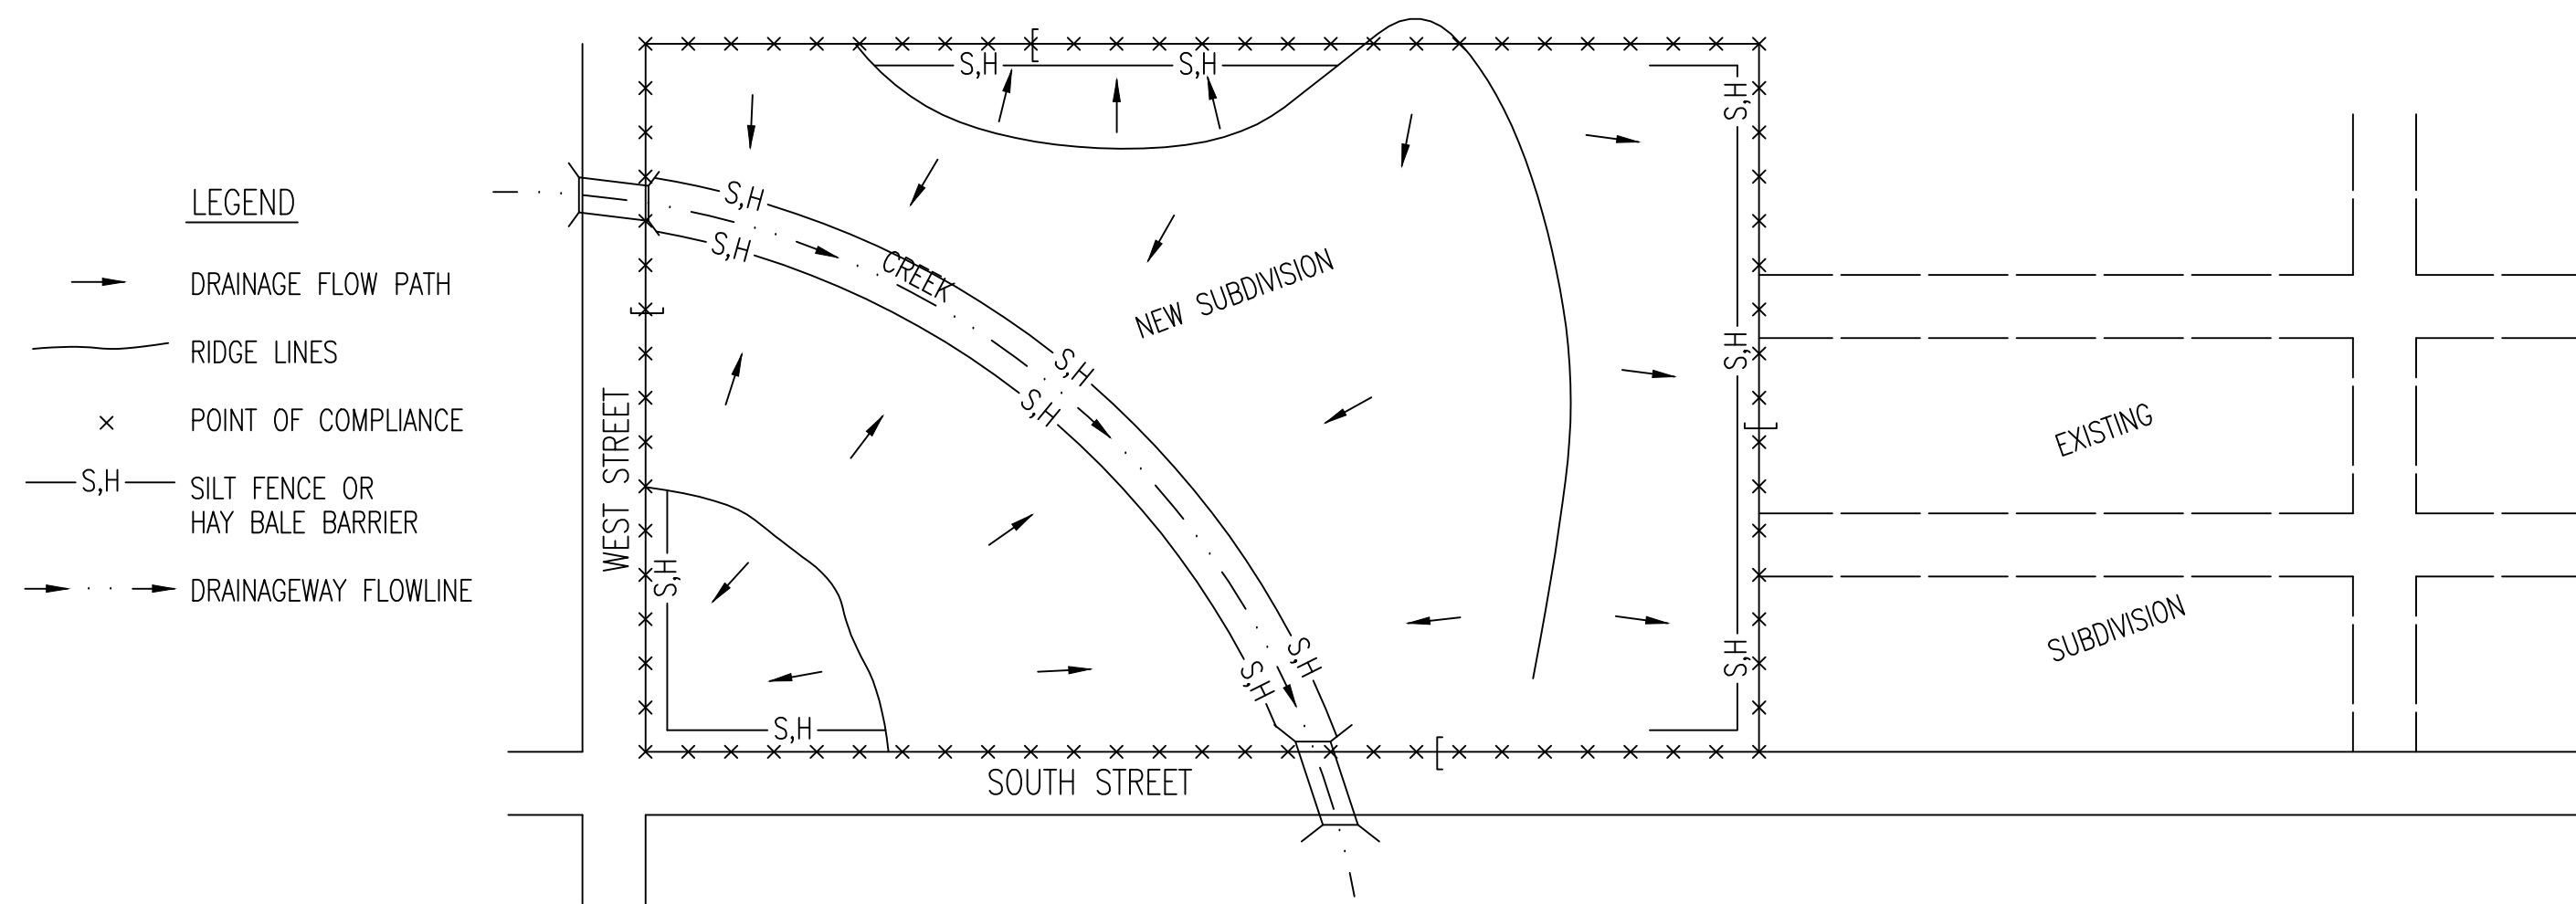 LEGEND
DRAINAGE FLOW PATH
RIDGE LINES
POINT OF COMPLIANCE
S,H
SILT FENCE OR
HAY BALE BARRIER
DRAINAGEWAY FLOWLINE
S,H
S,H
S,H
S,H
S,H
CREEK
NEW SUBDIVISION
S,H
S,H
S,H
WEST STREET
EXISTING
S,H
SUBDIVISION
S,H
S,H
S,H
S,H
SOUTH STREET